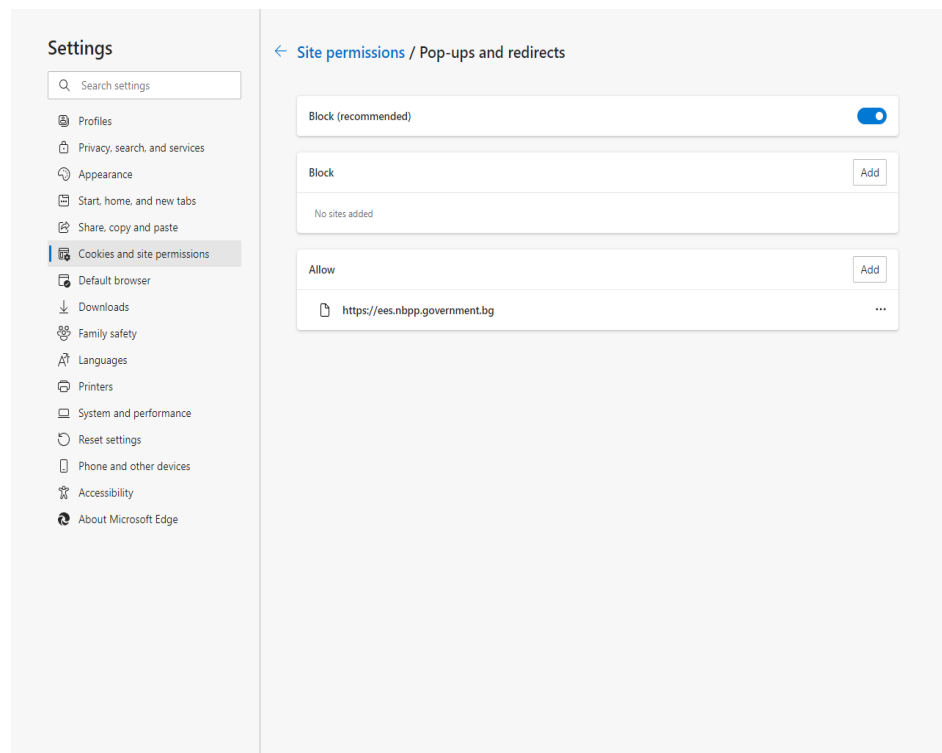 Settings
Search settings
Profiles
Privacy, search, and services
Appearance
Start, home, and new tabs
Share, copy and paste
Cookies and site permissions
Default browser
Downloads
Family safety
Languages
Printers
System and performance
Reset settings
Phone and other devices
Accessibility
About Microsoft Edge
Site permissions / Pop-ups and redirects
Block (recommended)
Block Add
No sites added
Allow Add
https://ees.nbpp.government.bg